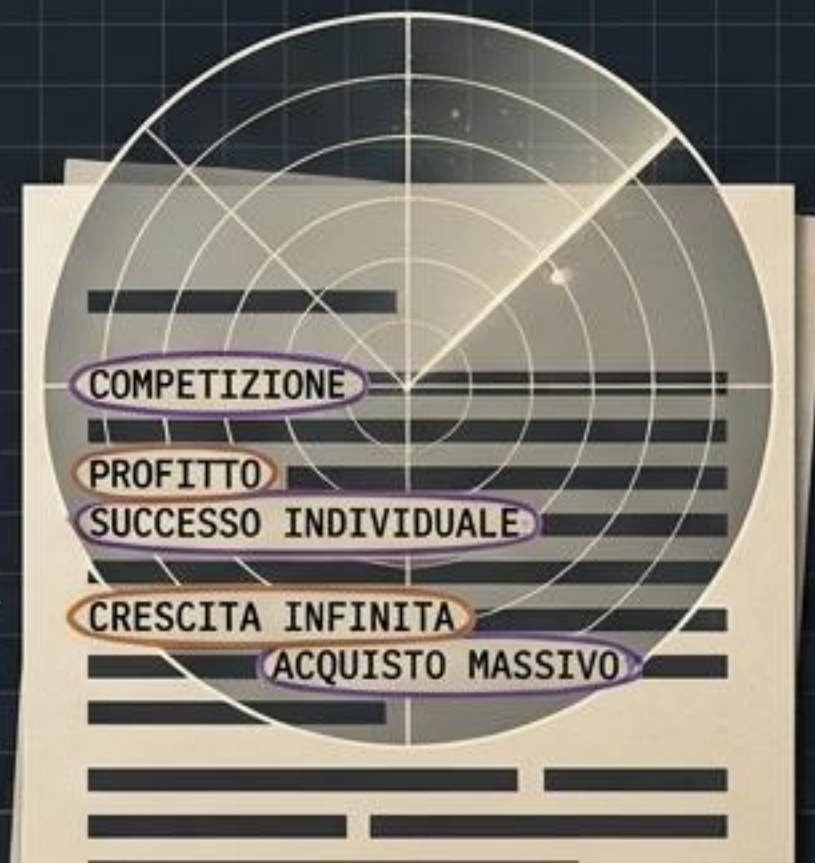 COMPETIZIONE
PROFITTO
SUCCESSO INDIVIDUALE
CRESCITA INFINITA
ACQUISTO MASSIVO